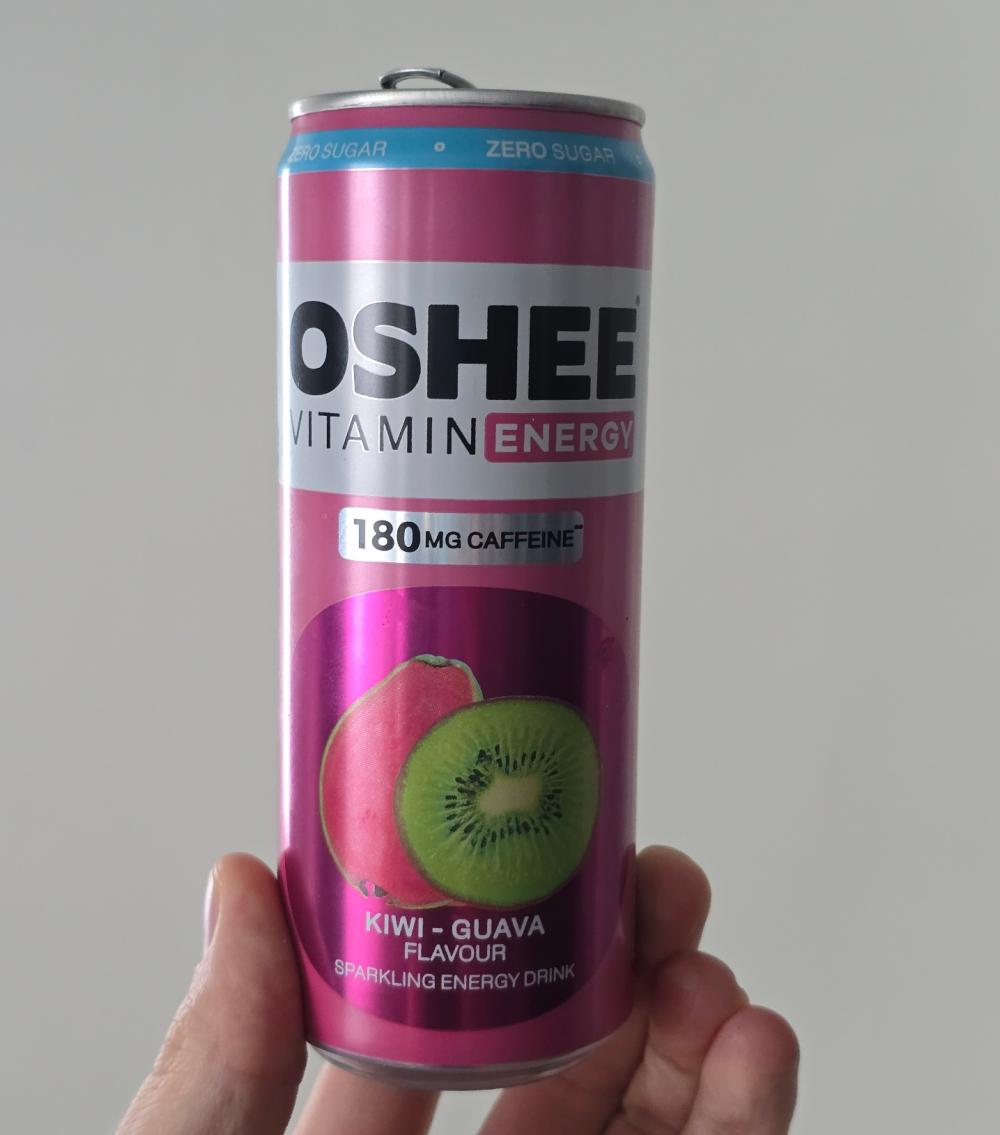 ZERO SUGAR ° ZERO SUGAR
OSHEE
VITAMIN ENERGY
180 MG CAFFEINE**
KIWI - GUAVA
FLAVOUR
SPARKLING ENERGY DRINK